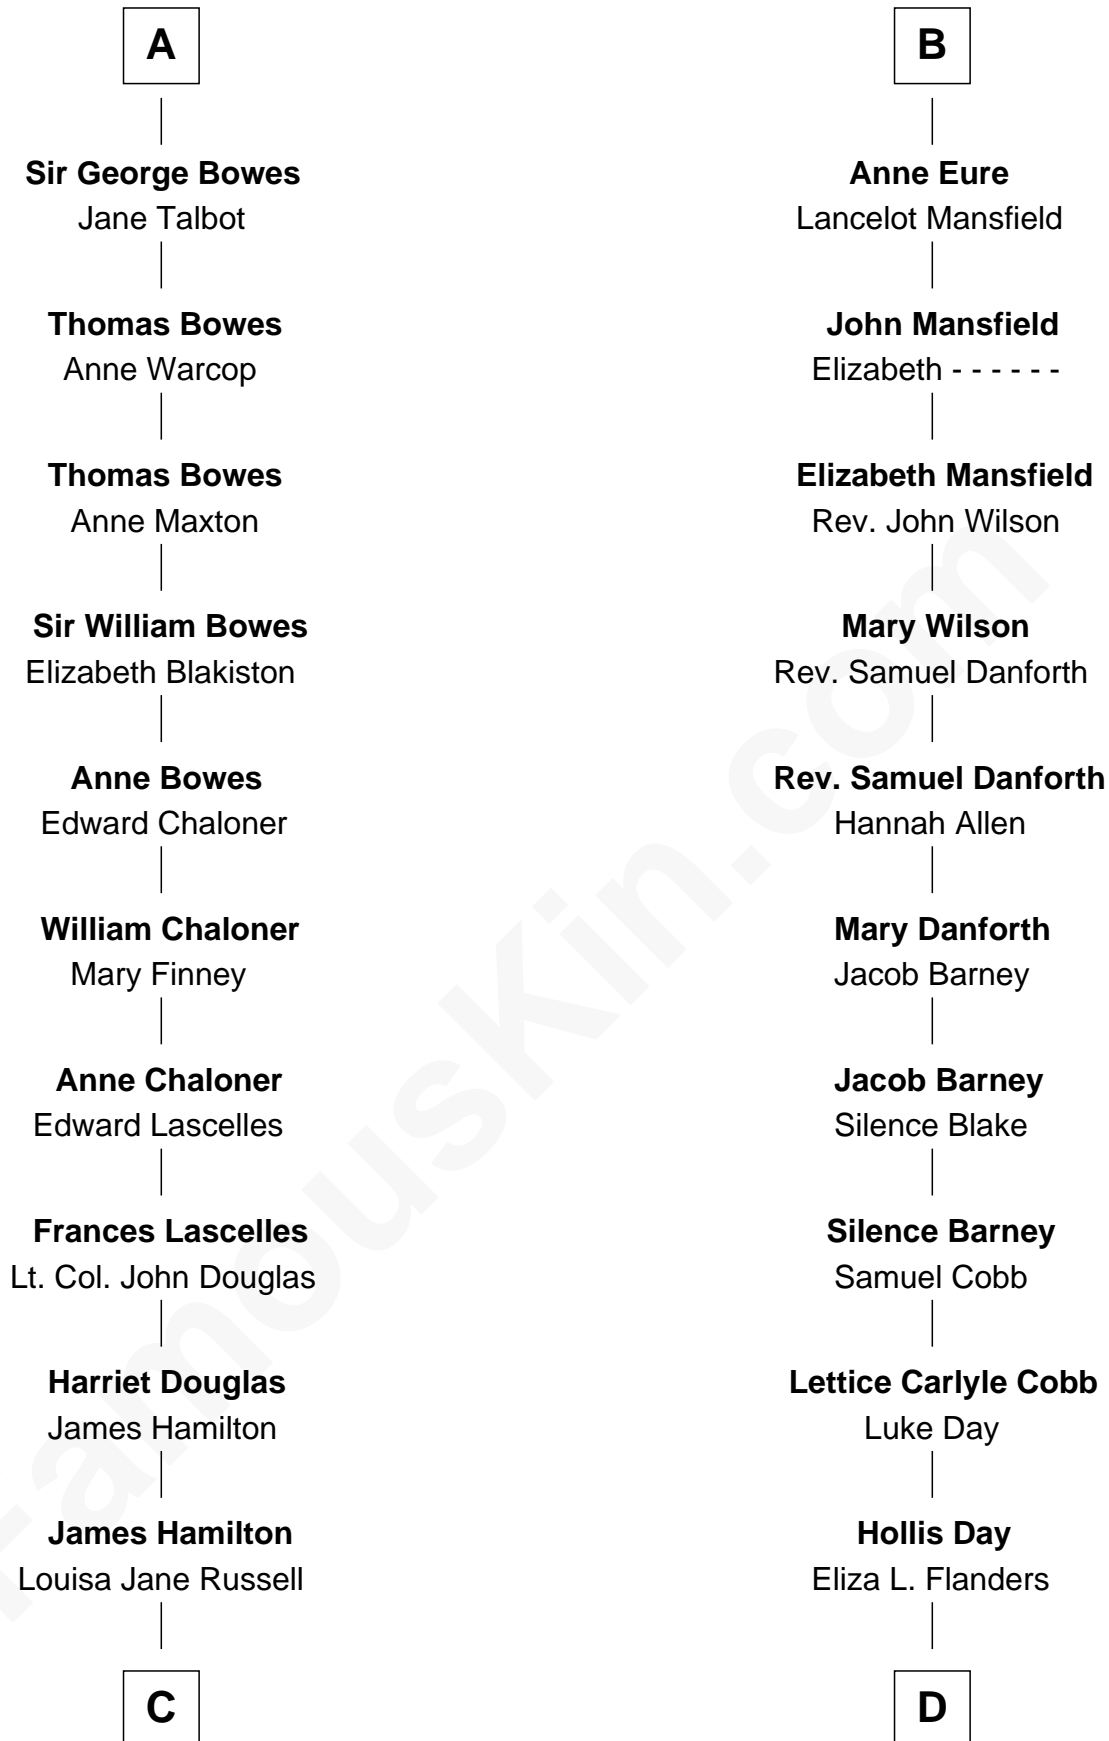 A
Sir George Bowes
Jane Talbot
Thomas Bowes
Anne Warcop
Thomas Bowes
Anne Maxton
Sir William Bowes
Elizabeth Blakiston
Anne Bowes
Edward Chaloner
William Chaloner
Mary Finney
Anne Chaloner
Edward Lascelles
Frances Lascelles
Lt. Col. John Douglas
Harriet Douglas
James Hamilton
James Hamilton
Louisa Jane Russell
C
B
Anne Eure
Lancelot Mansfield
John Mansfield
Elizabeth - - - - - -
Elizabeth Mansfield
Rev. John Wilson
Mary Wilson
Rev. Samuel Danforth
Rev. Samuel Danforth
Hannah Allen
Mary Danforth
Jacob Barney
Jacob Barney
Silence Blake
Silence Barney
Samuel Cobb
Lettice Carlyle Cobb
Luke Day
Hollis Day
Eliza L. Flanders
D
FamousKin.com